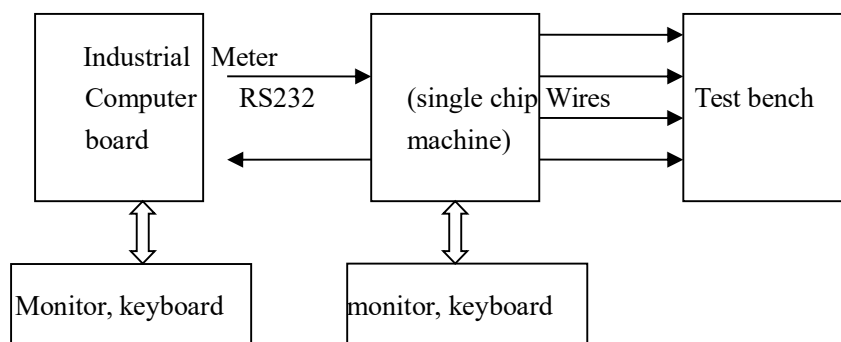 Industrial Meter
Computer RS232 (single chip Wires Test bench
board machine)
Monitor, keyboard monitor, keyboard